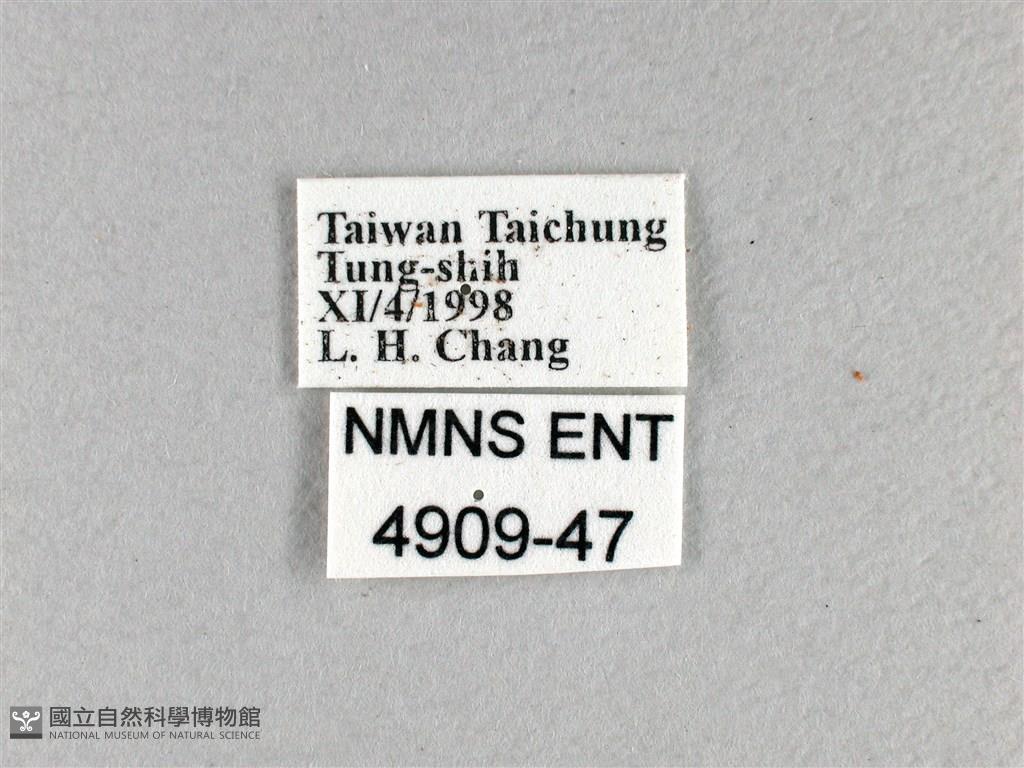 Taiwan Taichung
Tung-shih
XI/4/1998
L. H. Chang
NMNS ENT
4909-47
國立自然科學博物館
NATIONAL MUSEUM OF NATURAL SCIENCE